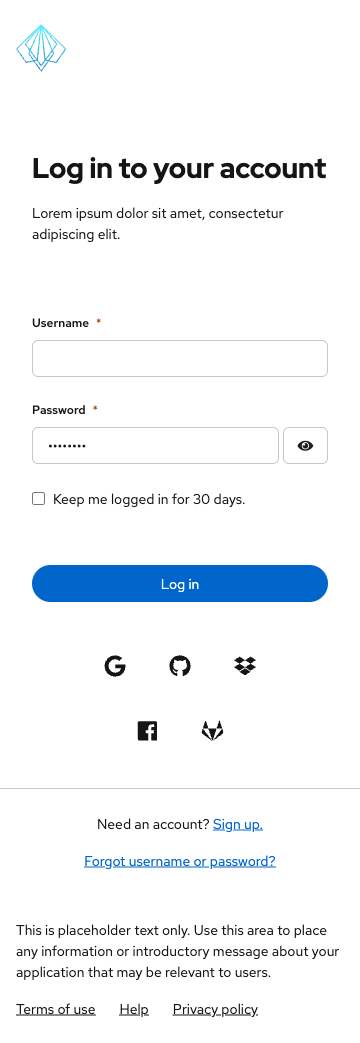 Log in to your account
Lorem ipsum dolor sit amet, consectetur
adipiscing elit.
Username *
Password *
••••••••
Keep me logged in for 30 days.
Log in
Need an account? Sign up.
Forgot username or password?
This is placeholder text only. Use this area to place
any information or introductory message about your
application that may be relevant to users.
Terms of use Help Privacy policy